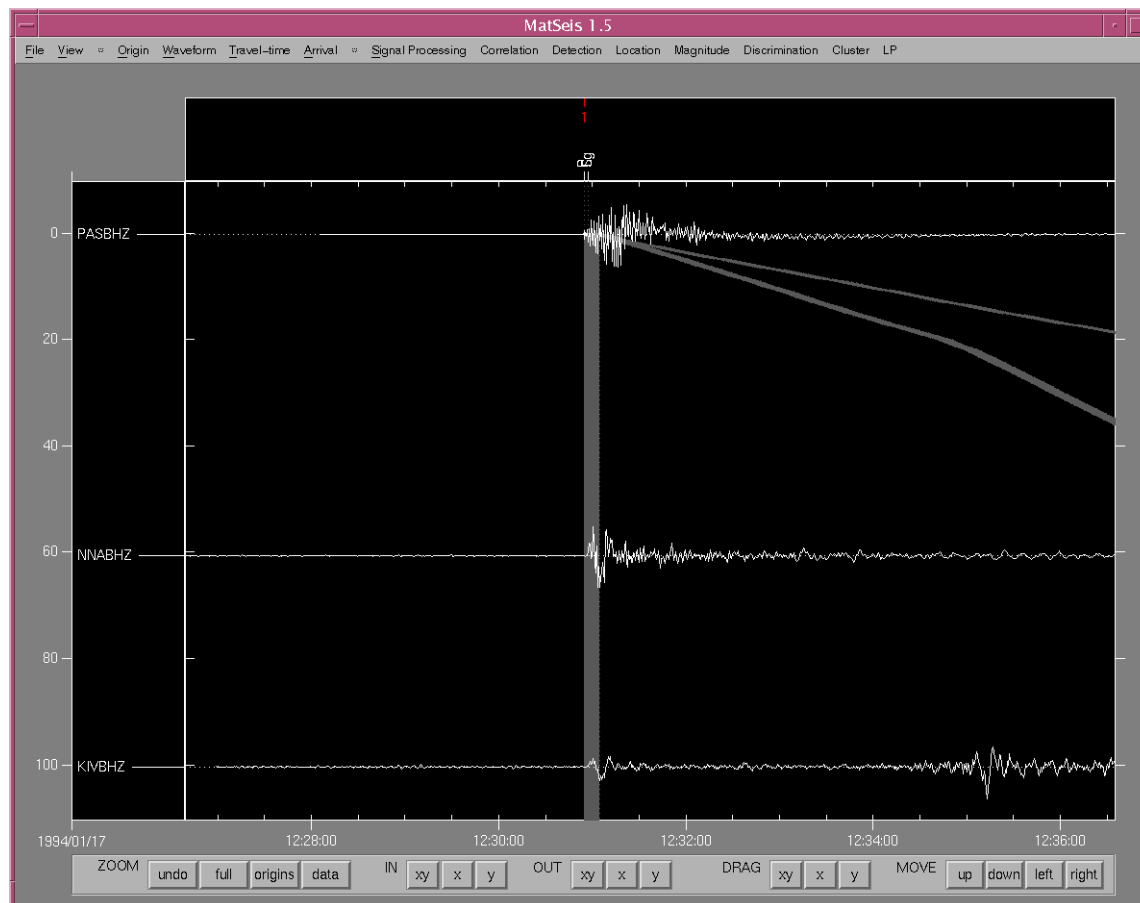 MatSeis 1.5
File View Origin Waveform Travel-time Arrival Signal Processing Correlation Detection Location Magnitude Discrimination Cluster LP
1
0 PASBHZ
20
40
60 NNABHZ
80
100 KIVBHZ
1994/01/17 12:28:00 12:30:00 12:32:00 12:34:00 12:36:00
ZOOM undo full origins data IN xy x y OUT xy x y DRAG xy x y MOVE up down left right